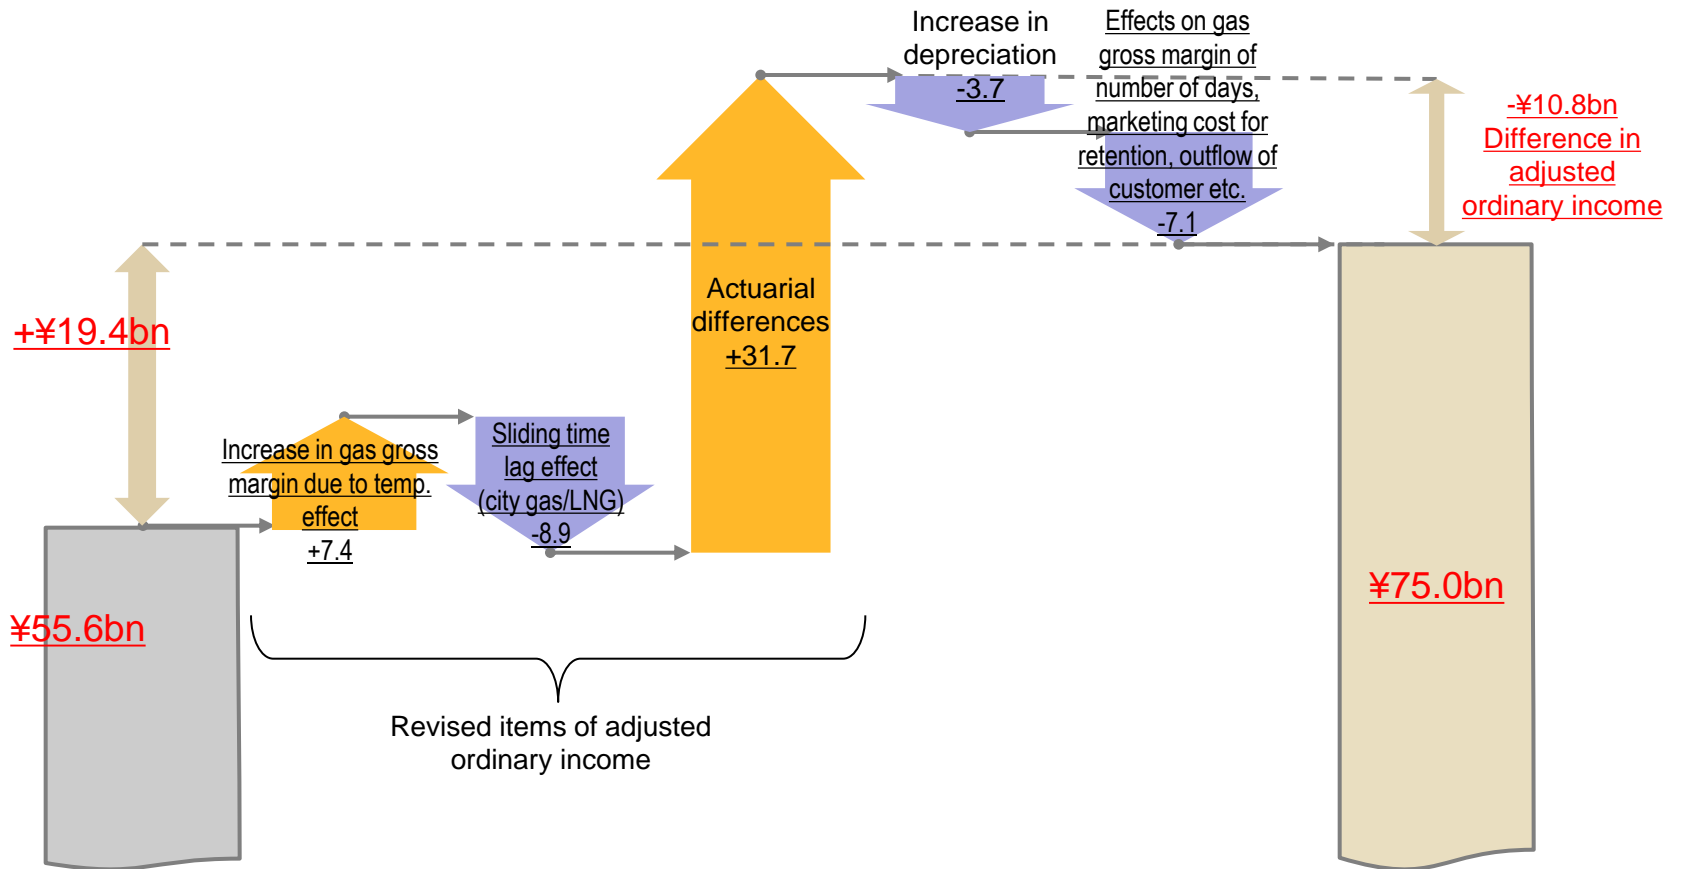 +¥19.4bn
¥55.6bn
Increase in gas gross
margin due to temp.
effect
+7.4
Sliding time
lag effect
(city gas/LNG)
-8.9
Actuarial
differences
+31.7
Increase in
depreciation
-3.7
Effects on gas
gross margin of
number of days,
marketing cost for
retention, outflow of
customer etc.
-7.1
-¥10.8bn
Difference in
adjusted
ordinary income
¥75.0bn
Revised items of adjusted
ordinary income